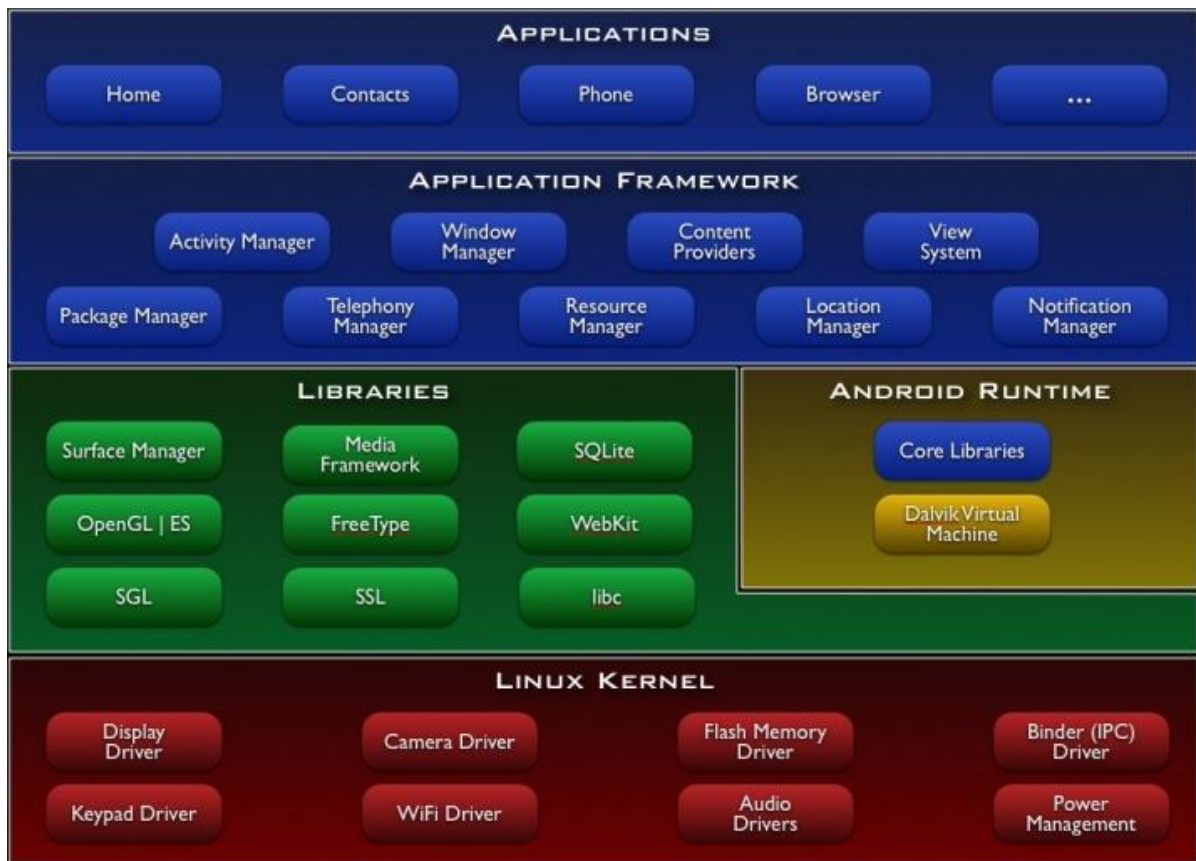 APPLICATIONS
Home
Contacts
Phone
Browser
...
APPLICATION FRAMEWORK
Activity Manager
Window
Manager
Content
Providers
View
System
Package Manager
Telephony
Manager
Resource
Manager
Location
Manager
Notification
Manager
LIBRARIES
Surface Manager
Media
Framework
SQLite
OpenGL | ES
FreeType
WebKit
SGL
SSL
libc
ANDROID RUNTIME
Core Libraries
Dalvik Virtual
Machine
LINUX KERNEL
Display
Driver
Camera Driver
Flash Memory
Driver
Binder (IPC)
Driver
Keypad Driver
WiFi Driver
Audio
Drivers
Power
Management